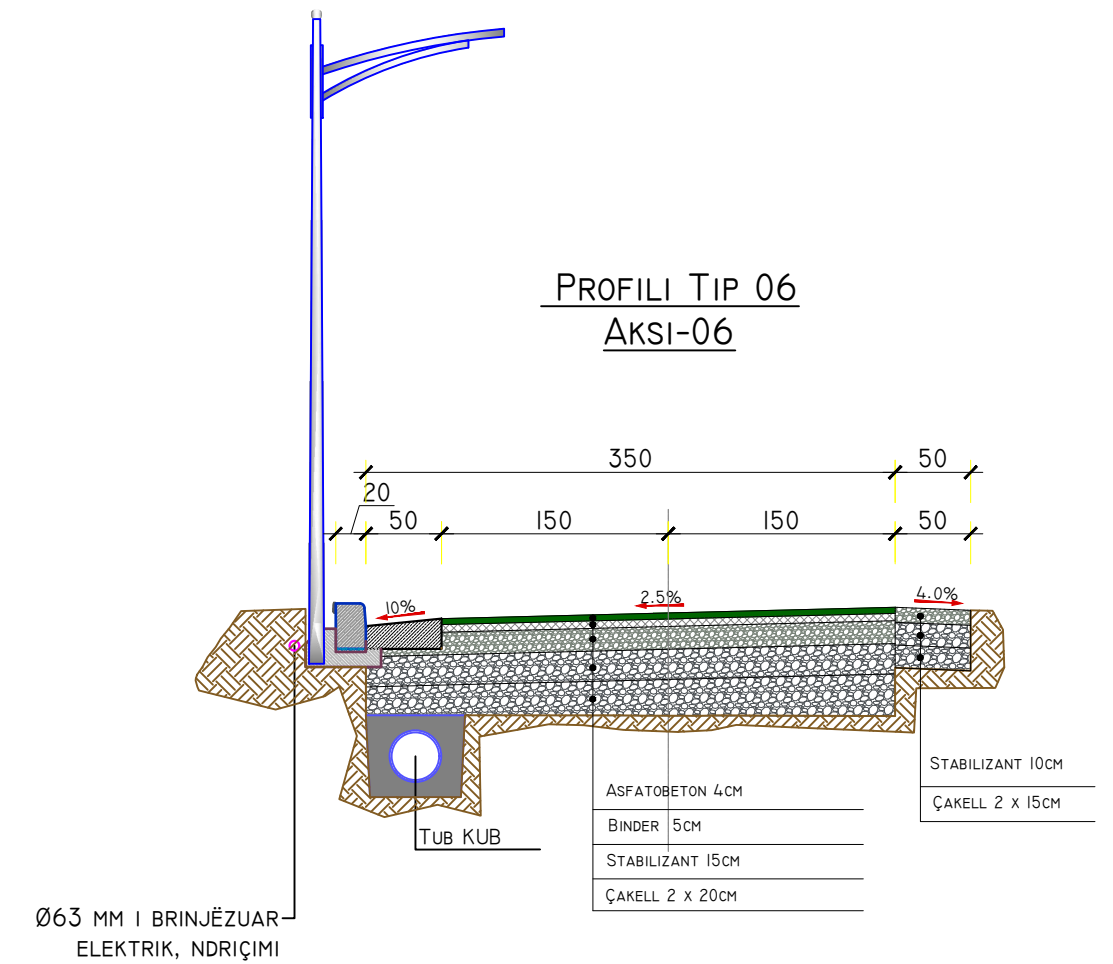 PROFILI TIP 06
AKSI-06
350
50
20
50
150
150
50
10%
2.5%
4.0%
STABILIZANT 10CM
ÇAKELL 2 X 15CM
ASFATOBETON 4CM
BINDER 5CM
STABILIZANT 15CM
ÇAKELL 2 X 20CM
TUB KUB
Ø63 MM I BRINJËZUAR
ELEKTRIK, NDRIÇIMI